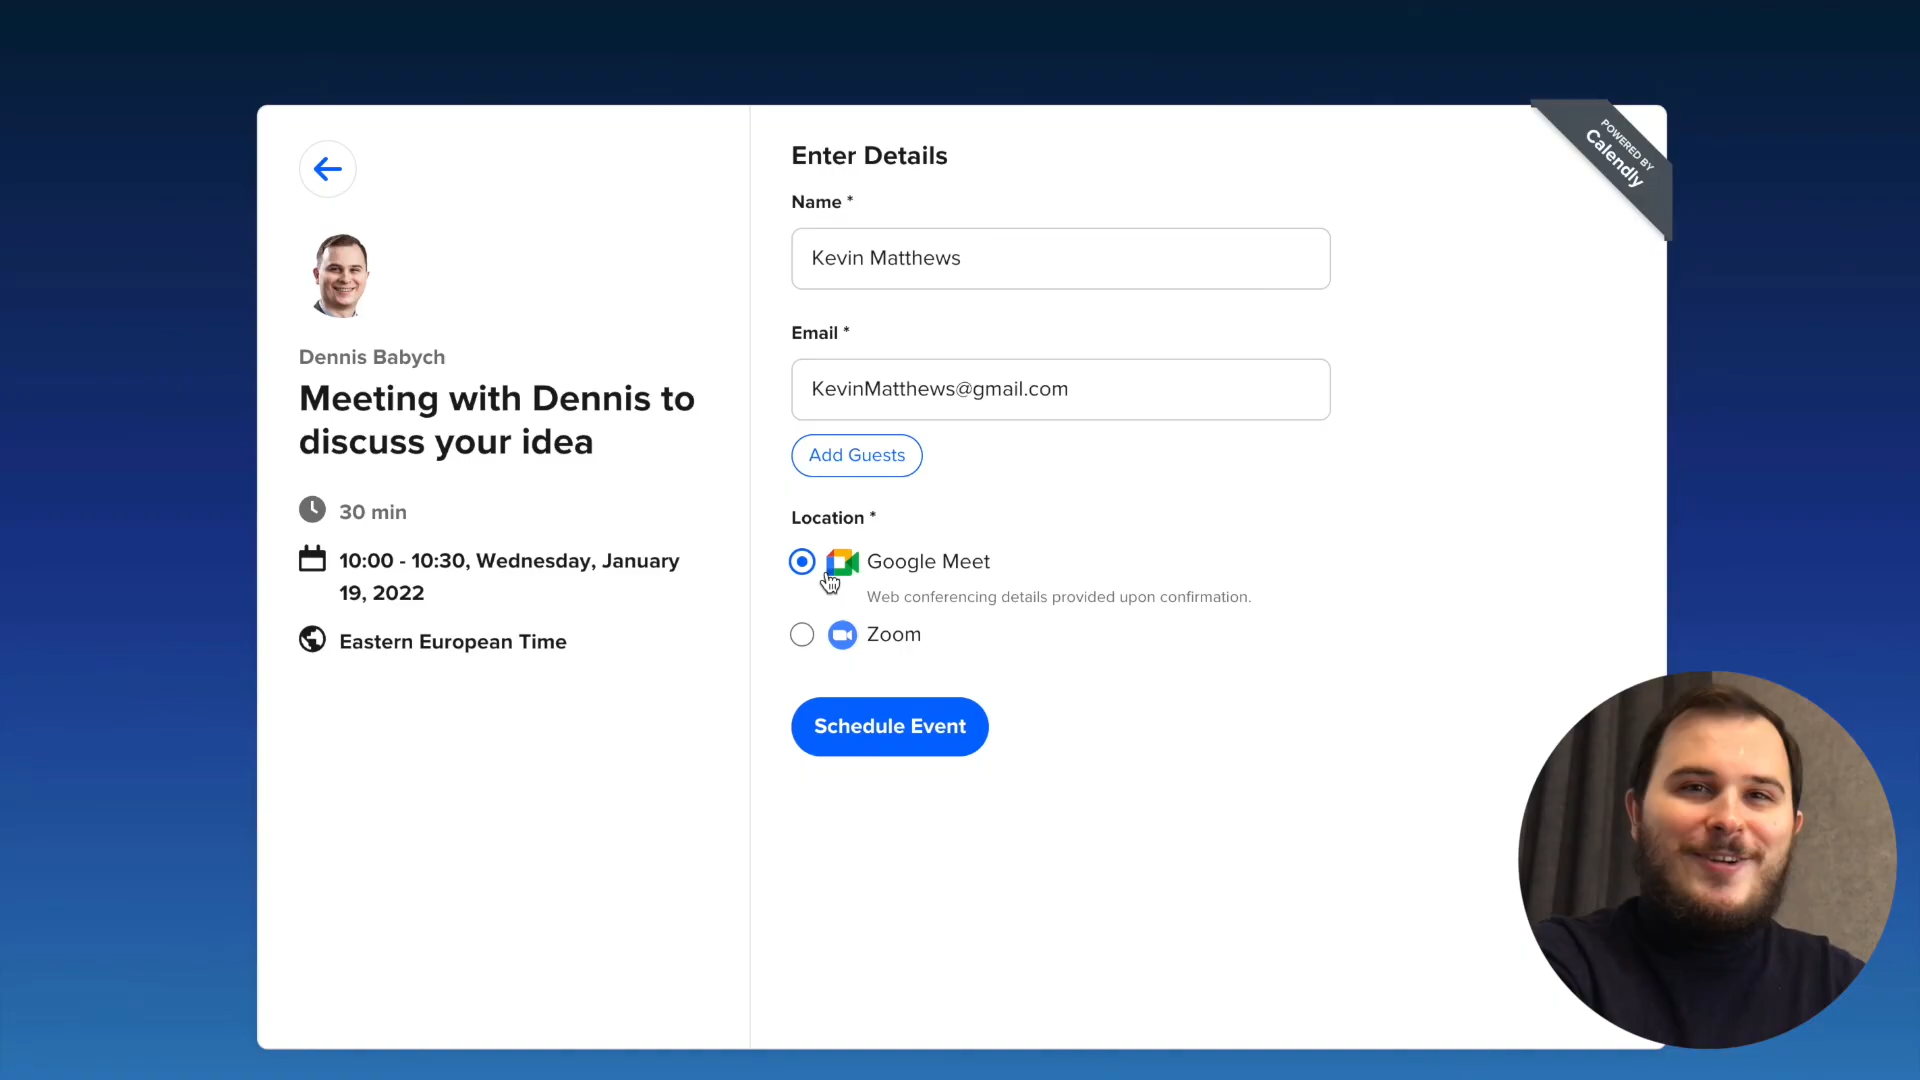 Dennis Babych
Meeting with Dennis to
discuss your idea
30 min
10:00 - 10:30, Wednesday, January
19, 2022
Eastern European Time
Enter Details
Name *
Kevin Matthews
Email *
KevinMatthews@gmail.com
Add Guests
Location *
Google Meet
Web conferencing details provided upon confirmation.
Zoom
Schedule Event
POWERED BY
Calendly